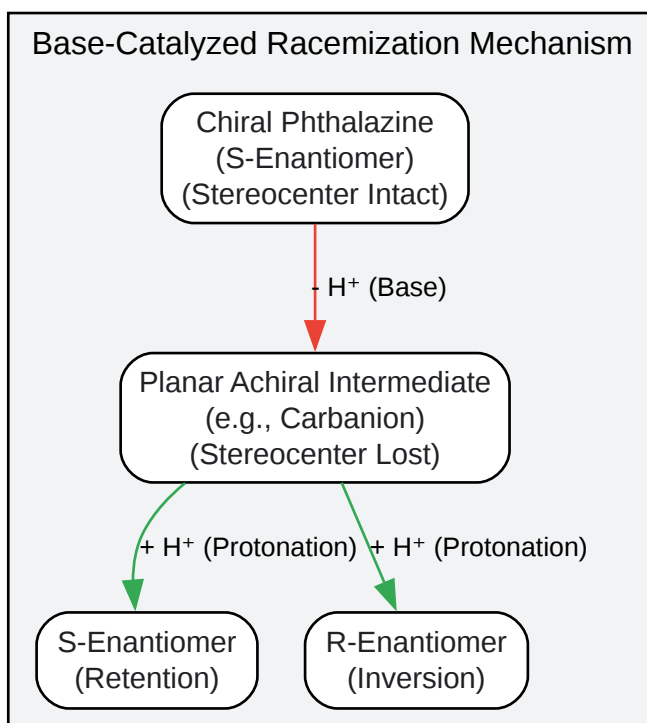 Base-Catalyzed Racemization Mechanism
Chiral Phthalazine
(S-Enantiomer)
(Stereocenter Intact)
- H⁺ (Base)
Planar Achiral Intermediate
(e.g., Carbanion)
(Stereocenter Lost)
+ H⁺ (Protonation)
+ H⁺ (Protonation)
S-Enantiomer
(Retention)
R-Enantiomer
(Inversion)